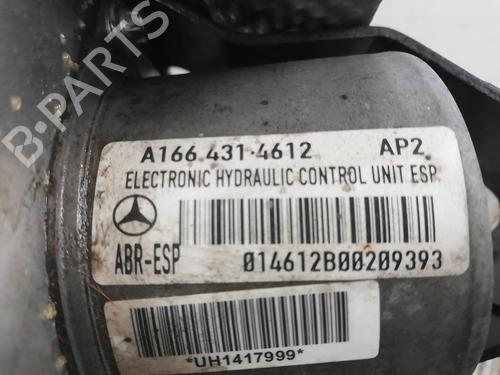 B-PARTS
A166 431 4612 AP2
ELECTRONIC HYDRAULIC CONTROL UNIT ESP
ABR-ESP 014612B00209393
*UH1417999*